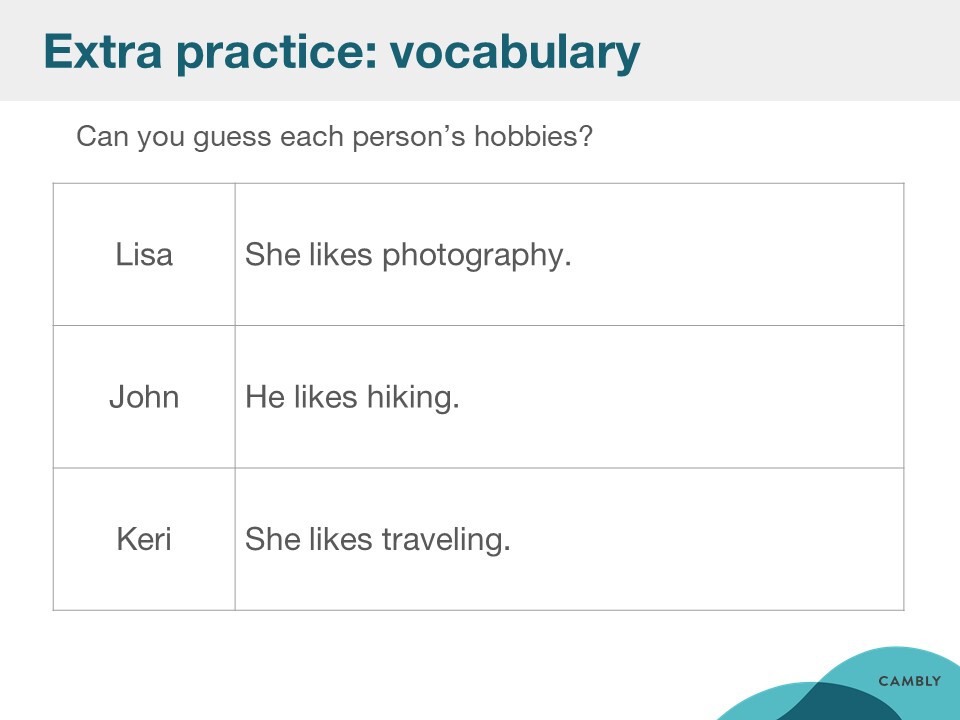 Extra practice: vocabulary
Can you guess each person’s hobbies?
Lisa
She likes photography.
John
He likes hiking.
Keri
She likes traveling.
CAMBLY